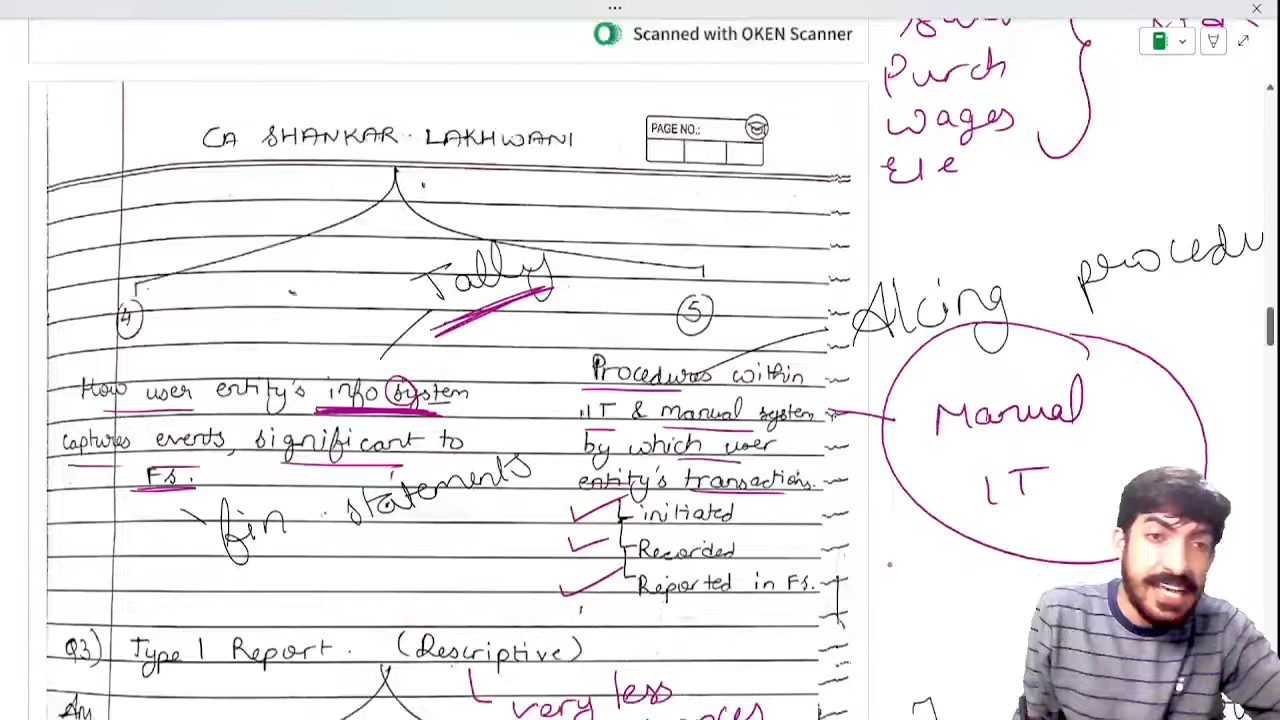 Scanned with OKEN Scanner
Purch
wages
Ele
CA SHANKAR LAKHWANI
PAGE NO.:
Tally
procedu
④
⑤
How user entity's info system
captures events, significant to
FS.
fin statements
Procedures within
IT & manual system
by which user
entity's transactions.
initiated
Recorded
Reported in FS.
Manual
IT
Q3) Type 1 Report. (Descriptive)
very less
An